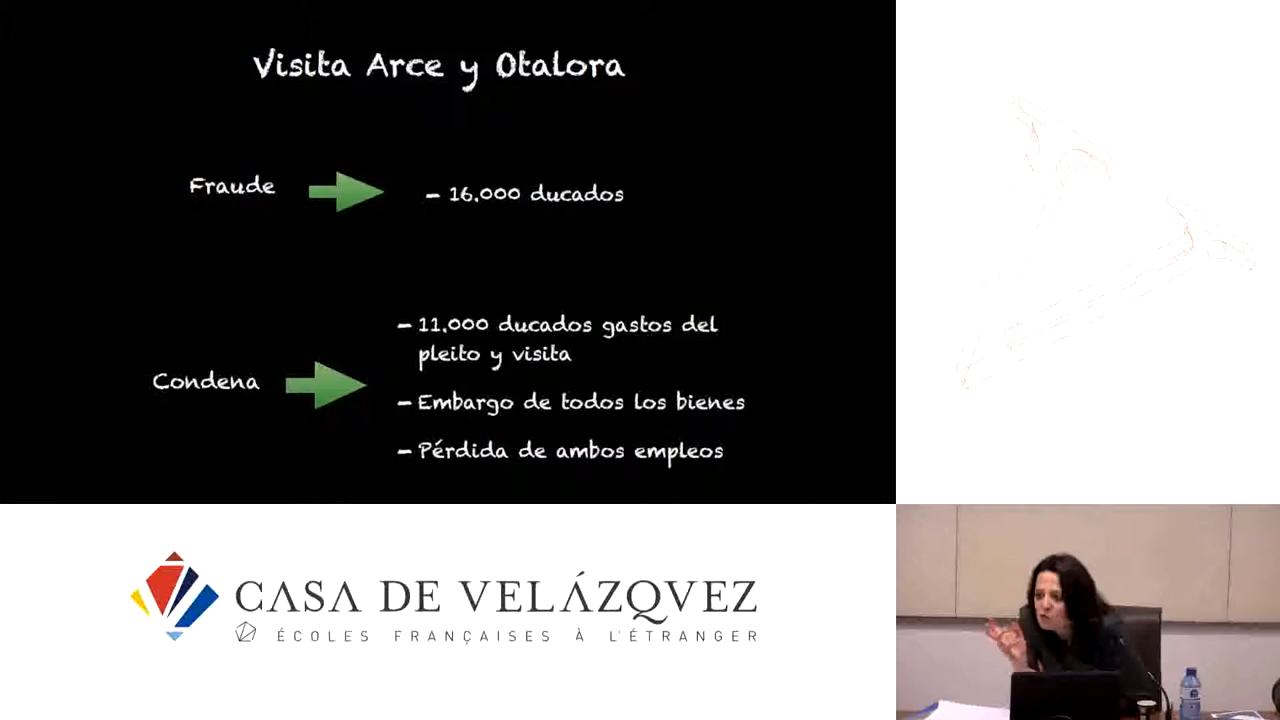 Visita Arce y Otalora
Fraude
- 16.000 ducados
Condena
- 11.000 ducados gastos del
pleito y visita
- Embargo de todos los bienes
- Pérdida de ambos empleos
CASA DE VELÁZQVEZ
ÉCOLES FRANÇAISES À L'ÉTRANGER